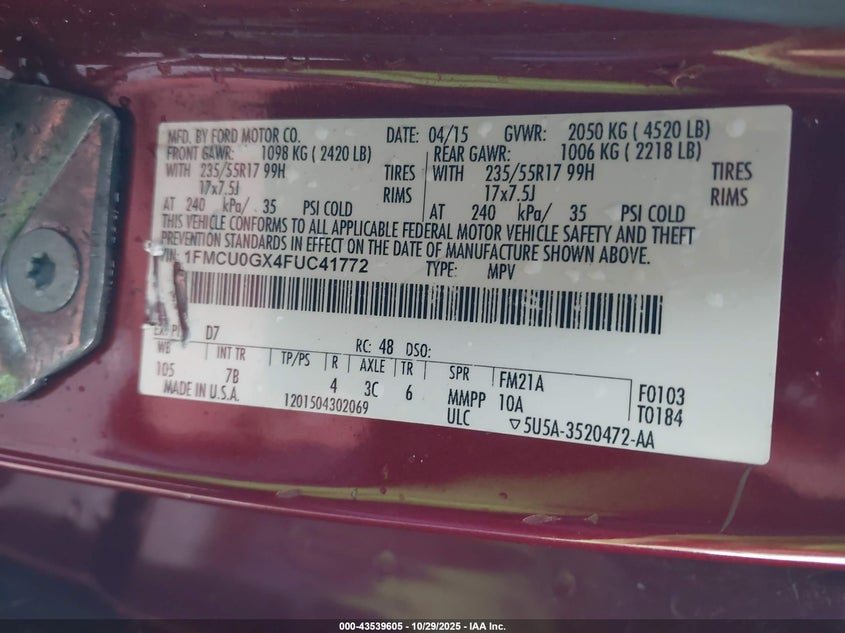 MFD. BY FORD MOTOR CO. DATE: 04/15 GVWR: 2050 KG ( 4520 LB)
FRONT GAWR: 1098 KG ( 2420 LB) REAR GAWR: 1006 KG ( 2218 LB)
WITH 235/55R17 99H TIRES WITH 235/55R17 99H TIRES
17x7.5J RIMS 17x7.5J RIMS
AT 240 kPa/ 35 PSI COLD AT 240 kPa/ 35 PSI COLD
THIS VEHICLE CONFORMS TO ALL APPLICABLE FEDERAL MOTOR VEHICLE SAFETY AND THEFT
PREVENTION STANDARDS IN EFFECT ON THE DATE OF MANUFACTURE SHOWN ABOVE.
VIN: 1FMCU0GX4FUC41772 TYPE: MPV
D7 RC: 48 DSO:
WB INT TR TP/PS R AXLE TR SPR FM21A F0103
105 7B 4 3C 6 MMPP 10A T0184
MADE IN U.S.A. 1201504302069 ULC ▽5U5A-3520472-AA
000-43539605 - 10/29/2025 - IAA Inc.